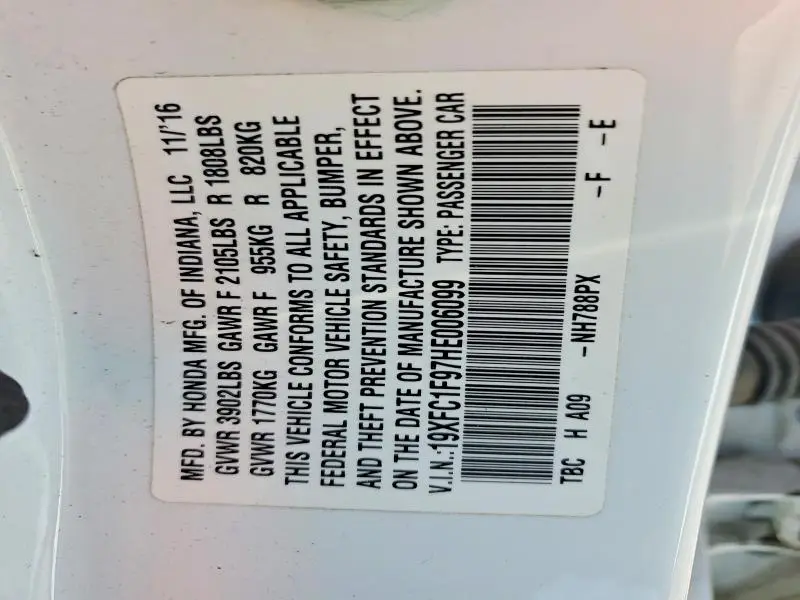 MFD. BY HONDA MFG. OF INDIANA, LLC 11/'16
GVWR 3902LBS GAWR F 2105LBS R 1808LBS
GVWR 1770KG GAWR F 955KG R 820KG
THIS VEHICLE CONFORMS TO ALL APPLICABLE
FEDERAL MOTOR VEHICLE SAFETY, BUMPER,
AND THEFT PREVENTION STANDARDS IN EFFECT
ON THE DATE OF MANUFACTURE SHOWN ABOVE.
V.I.N.:19XFC1F97HE006099 TYPE: PASSENGER CAR
TBC H A09 -NH788PX -F -E